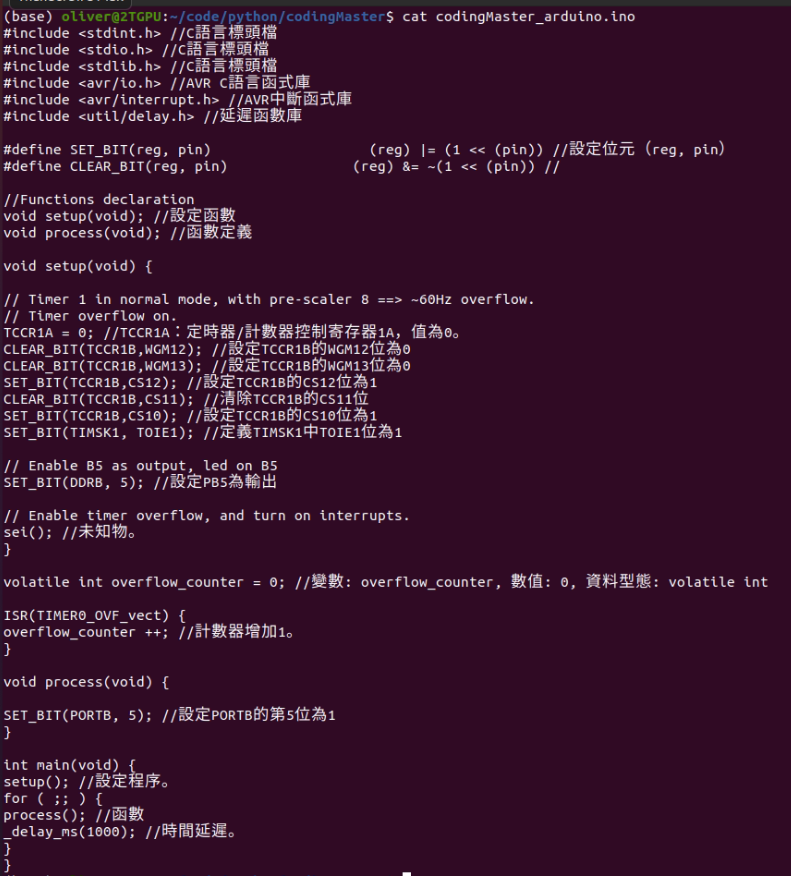 (base) oliver@2TGPU:~/code/python/codingMaster$ cat codingMaster_arduino.ino
#include <stdint.h> //C語言標頭檔
#include <stdio.h> //C語言標頭檔
#include <stdlib.h> //C語言標頭檔
#include <avr/io.h> //AVR C語言函式庫
#include <avr/interrupt.h> //AVR中斷函式庫
#include <util/delay.h> //延遲函數庫
#define SET_BIT(reg, pin)                   (reg) |= (1 << (pin)) //設定位元（reg, pin）
#define CLEAR_BIT(reg, pin)               (reg) &= ~(1 << (pin)) //
//Functions declaration
void setup(void); //設定函數
void process(void); //函數定義
void setup(void) {
// Timer 1 in normal mode, with pre-scaler 8 ==> ~60Hz overflow.
// Timer overflow on.
TCCR1A = 0; //TCCR1A：定時器/計數器控制寄存器1A，值為0。
CLEAR_BIT(TCCR1B,WGM12); //設定TCCR1B的WGM12位為0
CLEAR_BIT(TCCR1B,WGM13); //設定TCCR1B的WGM13位為0
SET_BIT(TCCR1B,CS12); //設定TCCR1B的CS12位為1
CLEAR_BIT(TCCR1B,CS11); //清除TCCR1B的CS11位
SET_BIT(TCCR1B,CS10); //設定TCCR1B的CS10位為1
SET_BIT(TIMSK1, TOIE1); //定義TIMSK1中TOIE1位為1
// Enable B5 as output, led on B5
SET_BIT(DDRB, 5); //設定PB5為輸出
// Enable timer overflow, and turn on interrupts.
sei(); //未知物。
}
volatile int overflow_counter = 0; //變數: overflow_counter, 數值: 0, 資料型態: volatile int
ISR(TIMER0_OVF_vect) {
overflow_counter ++; //計數器增加1。
}
void process(void) {
SET_BIT(PORTB, 5); //設定PORTB的第5位為1
}
int main(void) {
setup(); //設定程序。
for ( ;; ) {
process(); //函數
_delay_ms(1000); //時間延遲。
}
}